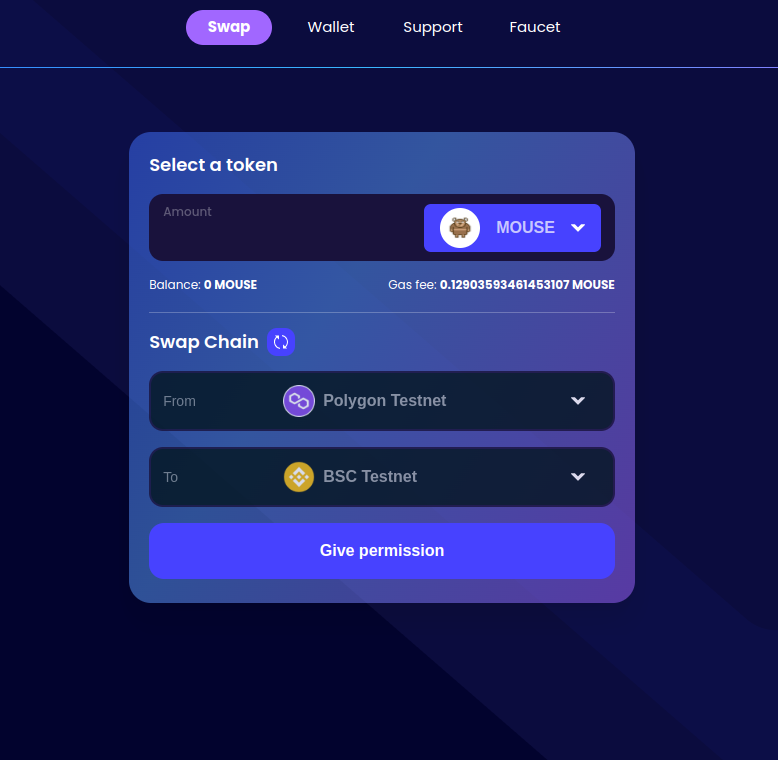 Swap Wallet Support Faucet
Select a token
Amount
MOUSE
Balance: 0 MOUSE Gas fee: 0.12903593461453107 MOUSE
Swap Chain
From Polygon Testnet
To BSC Testnet
Give permission